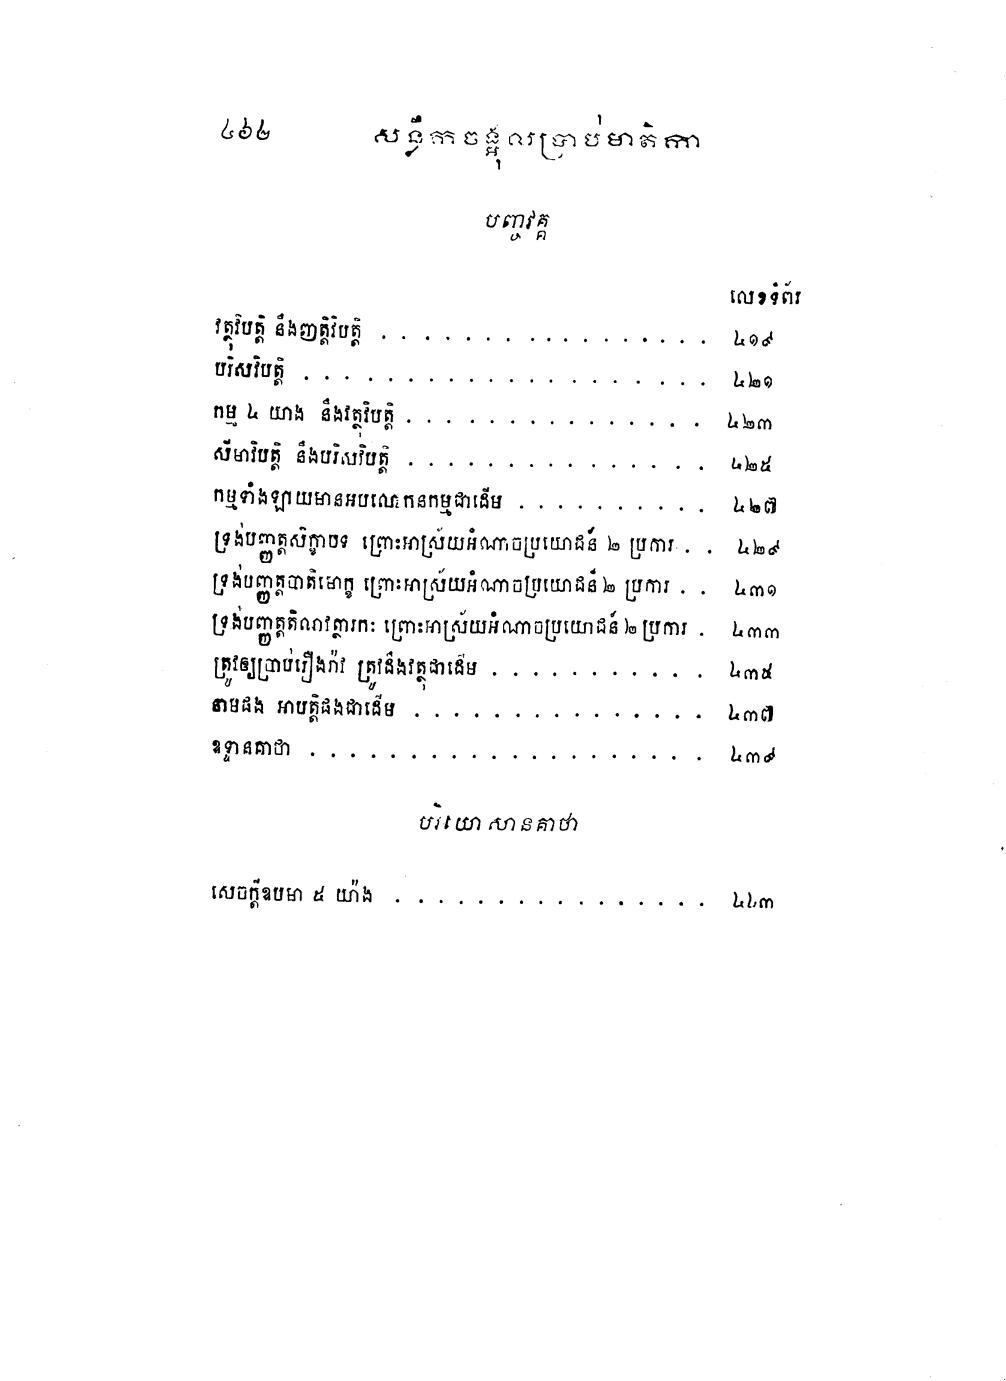 ៤៦៤ សន្លឹកចង្អុលប្រាប់មាតិកា
បញ្ចវគ្គ
លេខទំព័រ
វត្ថុវិបត្តិ នឹងញត្តិវិបត្តិ . . . . . . . . . . . . . . . . . ៤១៩
បរិសវិបត្តិ . . . . . . . . . . . . . . . . . . . . ៤២១
កម្ម ៤ យាង នឹងវត្ថុវិបត្តិ . . . . . . . . . . . . . . . ៤២៣
សីមាវិបត្តិ នឹងបរិសវិបត្តិ . . . . . . . . . . . . . . . ៤២៥
កម្មទាំងឡាយមានអបលោកនកម្មជាដើម . . . . . . . . . . ៤២៧
ទ្រង់បញ្ញត្តសិក្ខាបទ ព្រោះអាស្រ័យអំណាចប្រយោជន៍ ២ ប្រការ . . ៤២៩
ទ្រង់បញ្ញត្តបាតិមោក្ខ ព្រោះអាស្រ័យអំណាចប្រយោជន៍ ២ ប្រការ . . ៤៣១
ទ្រង់បញ្ញត្តតិណវត្ថារកៈ ព្រោះអាស្រ័យអំណាចប្រយោជន៍ ២ ប្រការ . ៤៣៣
ត្រូវឲ្យប្រាប់រឿងរ៉ាវ ត្រូវនឹងវត្ថុជាដើម . . . . . . . . . . . ៤៣៥
នាមផង អាបត្តិផងជាដើម . . . . . . . . . . . . . . . ៤៣៧
ឧទ្ទានគាថា . . . . . . . . . . . . . . . . . . . . ៤៣៩
បរិយោសានគាថា
សេចក្តីឧបមា ៥ យ៉ាង . . . . . . . . . . . . . . . . ៤៤៣